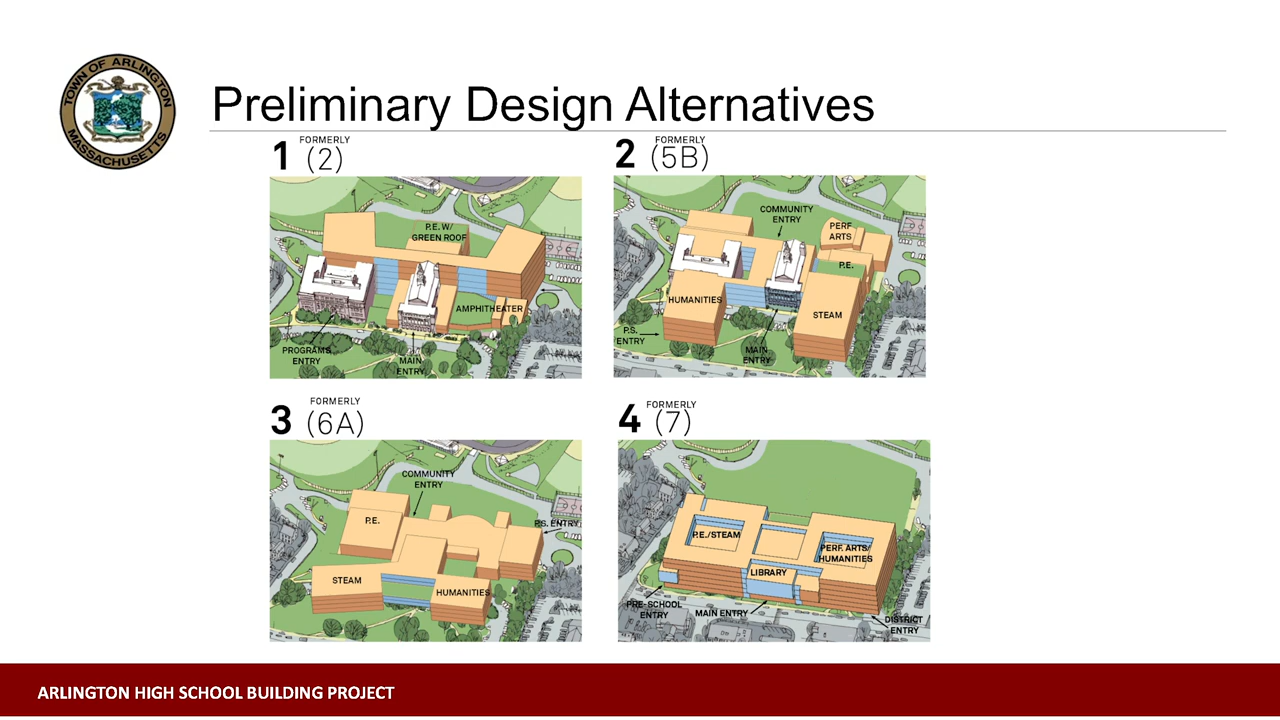 TOWN OF ARLINGTON
MASSACHUSETTS
Preliminary Design Alternatives
1 FORMERLY (2)
P.E. W/
GREEN ROOF
AMPHITHEATER
PROGRAMS
ENTRY
MAIN
ENTRY
2 FORMERLY (5B)
COMMUNITY
ENTRY
PERF
ARTS
P.E.
HUMANITIES
STEAM
P.S.
ENTRY
MAIN
ENTRY
3 FORMERLY (6A)
COMMUNITY
ENTRY
P.E.
P.S. ENTRY
STEAM
HUMANITIES
4 FORMERLY (7)
P.E./STEAM
PERF. ARTS/
HUMANITIES
LIBRARY
PRE-SCHOOL
ENTRY
MAIN ENTRY
DISTRICT
ENTRY
ARLINGTON HIGH SCHOOL BUILDING PROJECT